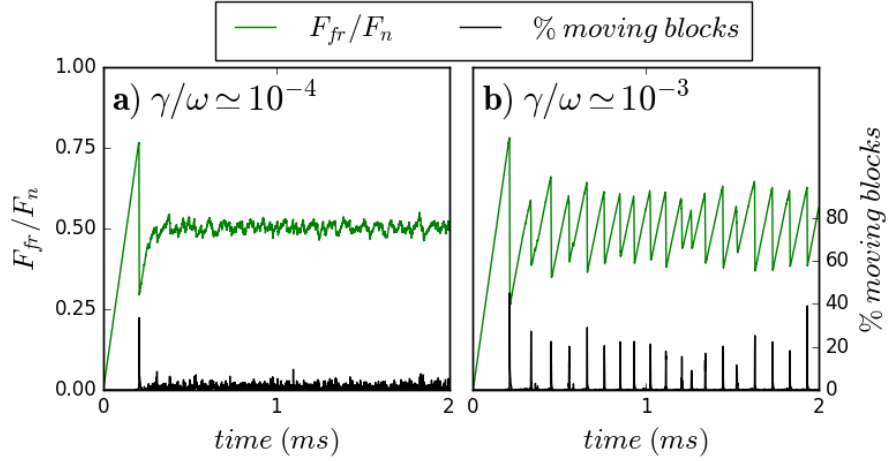 F_fr/F_n % moving blocks
a) γ/ω ≃ 10⁻⁴ b) γ/ω ≃ 10⁻³
F_fr/F_n
1.00
0.75
0.50
0.25
0.00
80
60
40
20
0
% moving blocks
0 1 2 0 1 2
time (ms) time (ms)